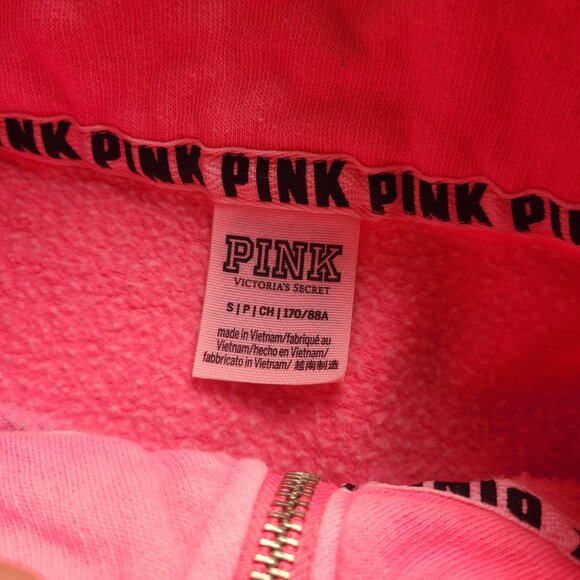 PINK PINK PINK PINK PINK
PINK
VICTORIA'S SECRET
S | P | CH | 170/88A
made in Vietnam/fabriqué au
Vietnam/hecho en Vietnam/
fabbricato in Vietnam/ 越南制造
PINK